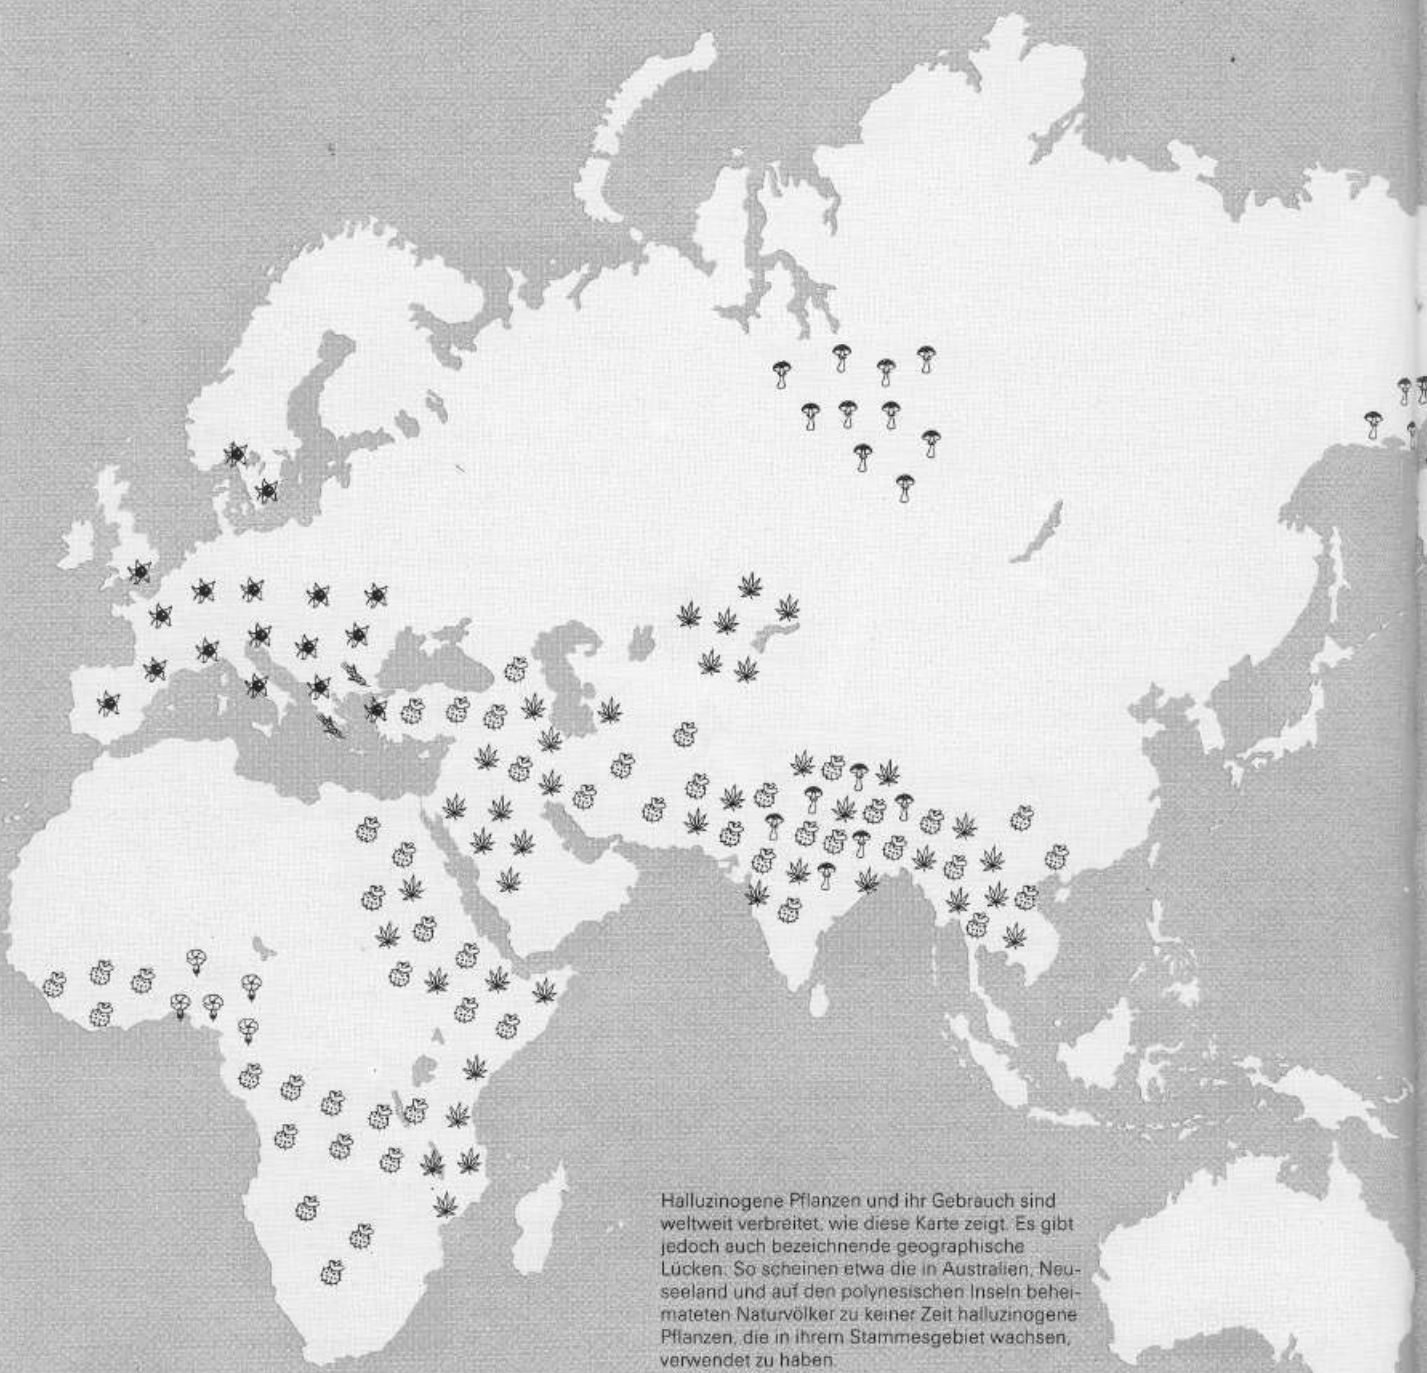 Halluzinogene Pflanzen und ihr Gebrauch sind
weltweit verbreitet, wie diese Karte zeigt. Es gibt
jedoch auch bezeichnende geographische
Lücken. So scheinen etwa die in Australien, Neu-
seeland und auf den polynesischen Inseln behei-
mateten Naturvölker zu keiner Zeit halluzinogene
Pflanzen, die in ihrem Stammesgebiet wachsen,
verwendet zu haben.